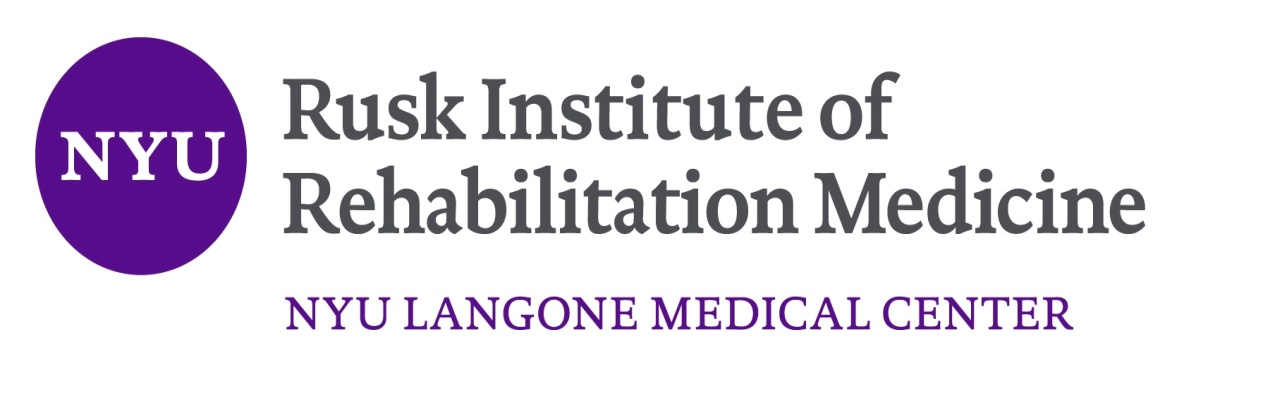 NYU
Rusk Institute of
Rehabilitation Medicine
NYU LANGONE MEDICAL CENTER